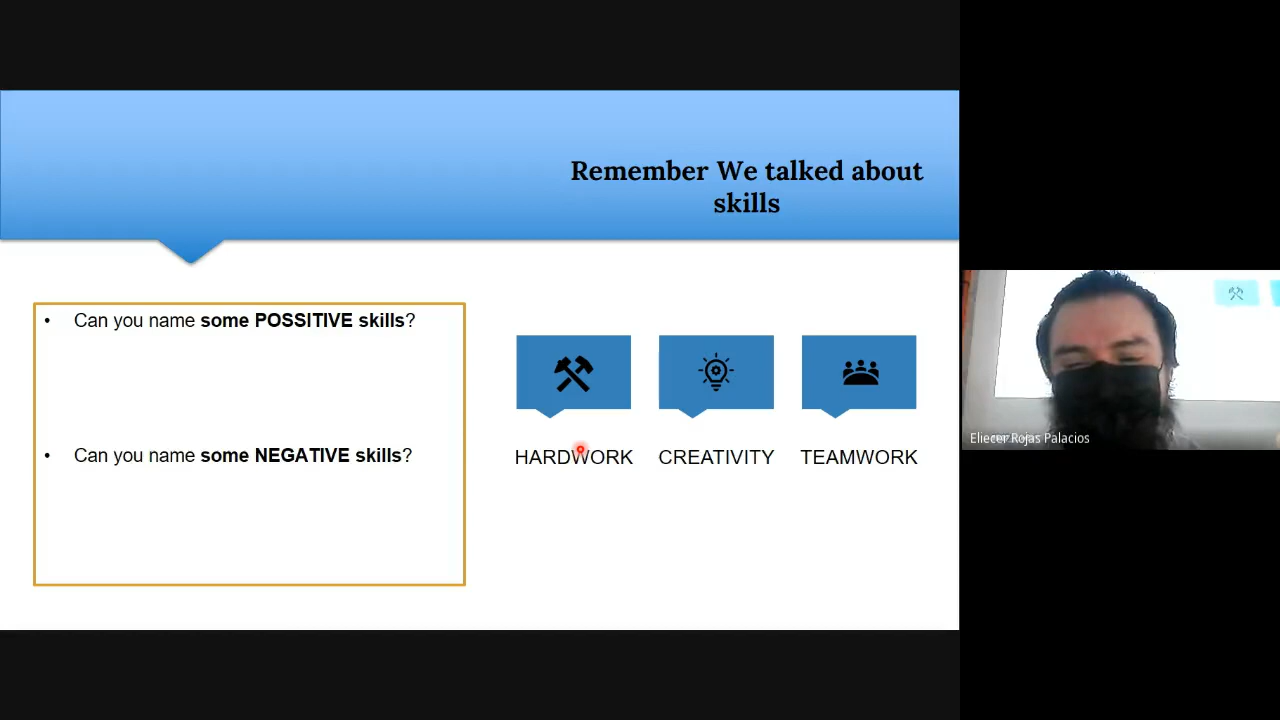 Remember We talked about
skills
• Can you name some POSSITIVE skills?
• Can you name some NEGATIVE skills?
HARDWORK CREATIVITY TEAMWORK
Eliecer Rojas Palacios